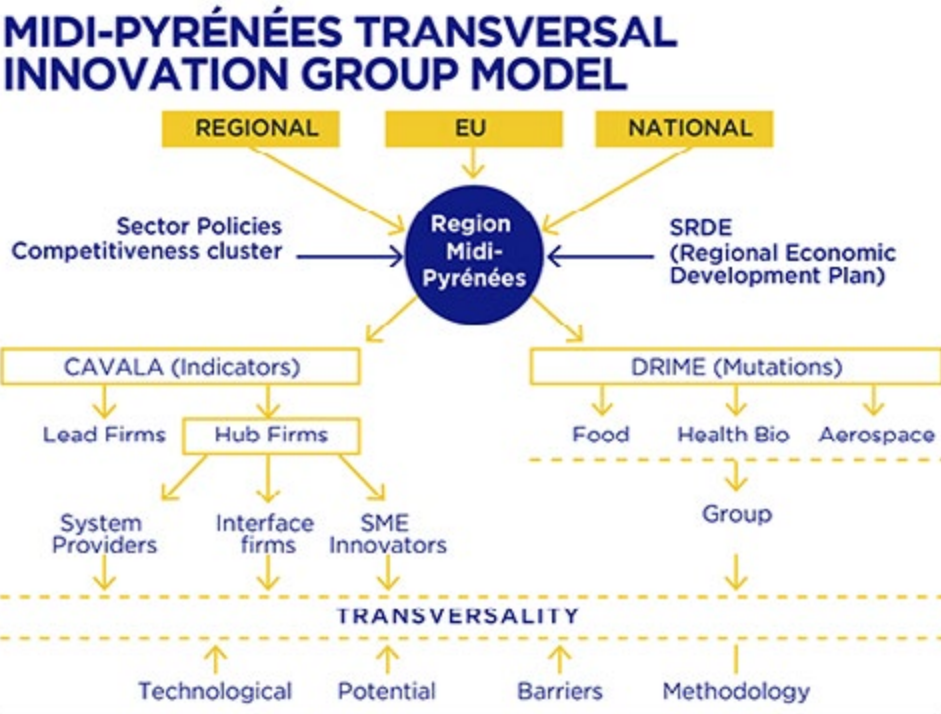 MIDI-PYRÉNÉES TRANSVERSAL
INNOVATION GROUP MODEL
REGIONAL
EU
NATIONAL
Sector Policies
Competitiveness cluster
Region
Midi-
Pyrénées
SRDE
(Regional Economic
Development Plan)
CAVALA (Indicators)
DRIME (Mutations)
Lead Firms
Hub Firms
Food
Health Bio
Aerospace
System
Providers
Interface
firms
SME
Innovators
Group
TRANSVERSALITY
Technological
Potential
Barriers
Methodology